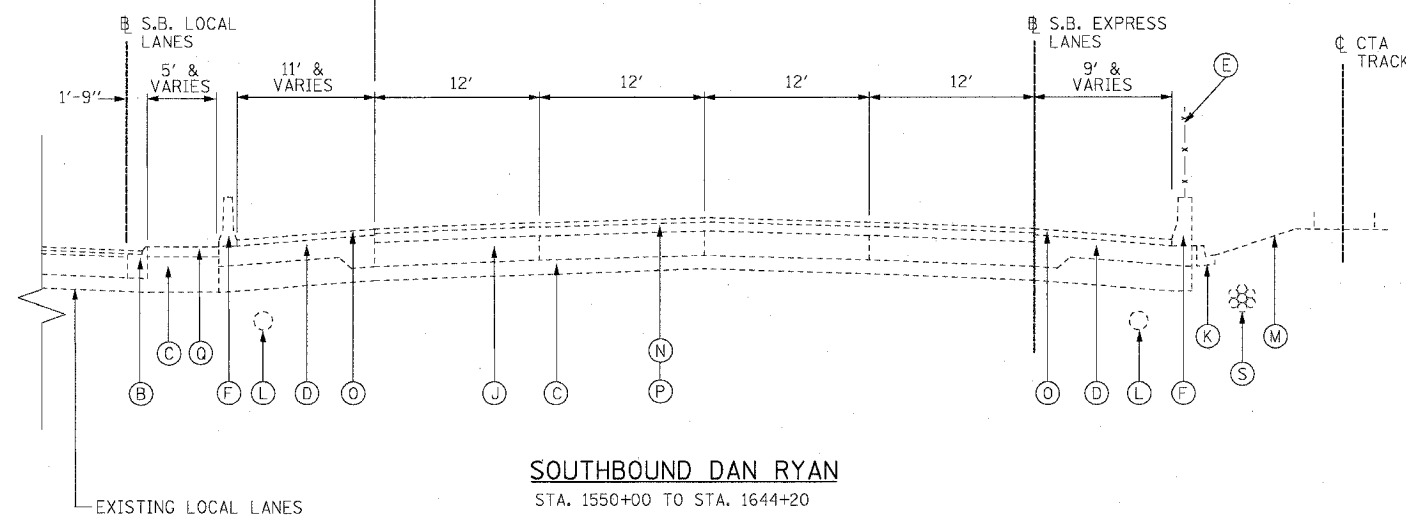 ℄ S.B. LOCAL
LANES
℄ S.B. EXPRESS
LANES
℄ CTA
TRACK
1'-9"
5' &
VARIES
11' &
VARIES
12'
12'
12'
12'
9' &
VARIES
E
B
C
Q
F
L
D
O
J
C
N
P
O
D
L
F
K
S
M
SOUTHBOUND DAN RYAN
STA. 1550+00 TO STA. 1644+20
EXISTING LOCAL LANES